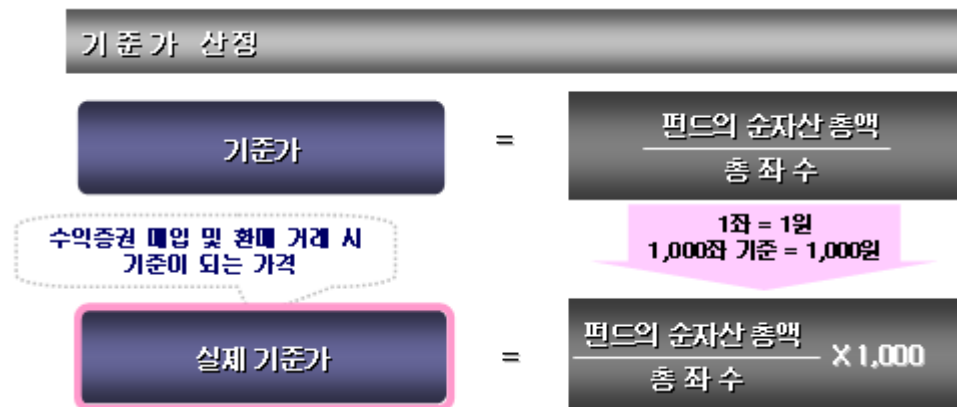 기준가 산정
기준가
=
펀드의 순자산 총액
총 좌 수
수익증권 매입 및 환매 거래 시
기준이 되는 가격
1좌 = 1원
1,000좌 기준 = 1,000원
실제 기준가
=
펀드의 순자산 총액
총 좌 수
X 1,000